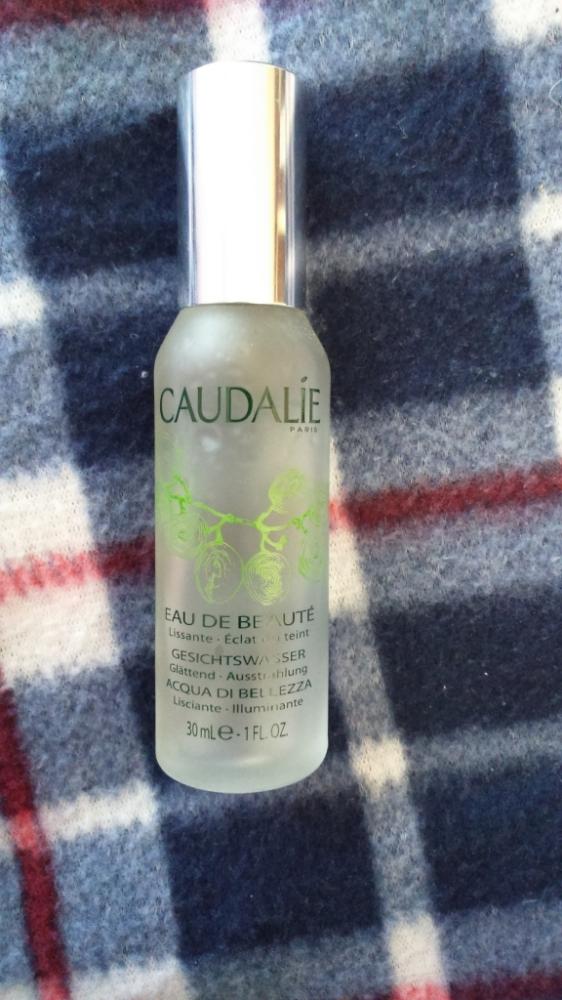 CAUDALÍE
PARIS
EAU DE BEAUTÉ
Lissante · Éclat du teint
GESICHTSWASSER
Glättend · Ausstrahlung
ACQUA DI BELLEZZA
Lisciante · Illuminante
30 mL e - 1 FL. OZ.